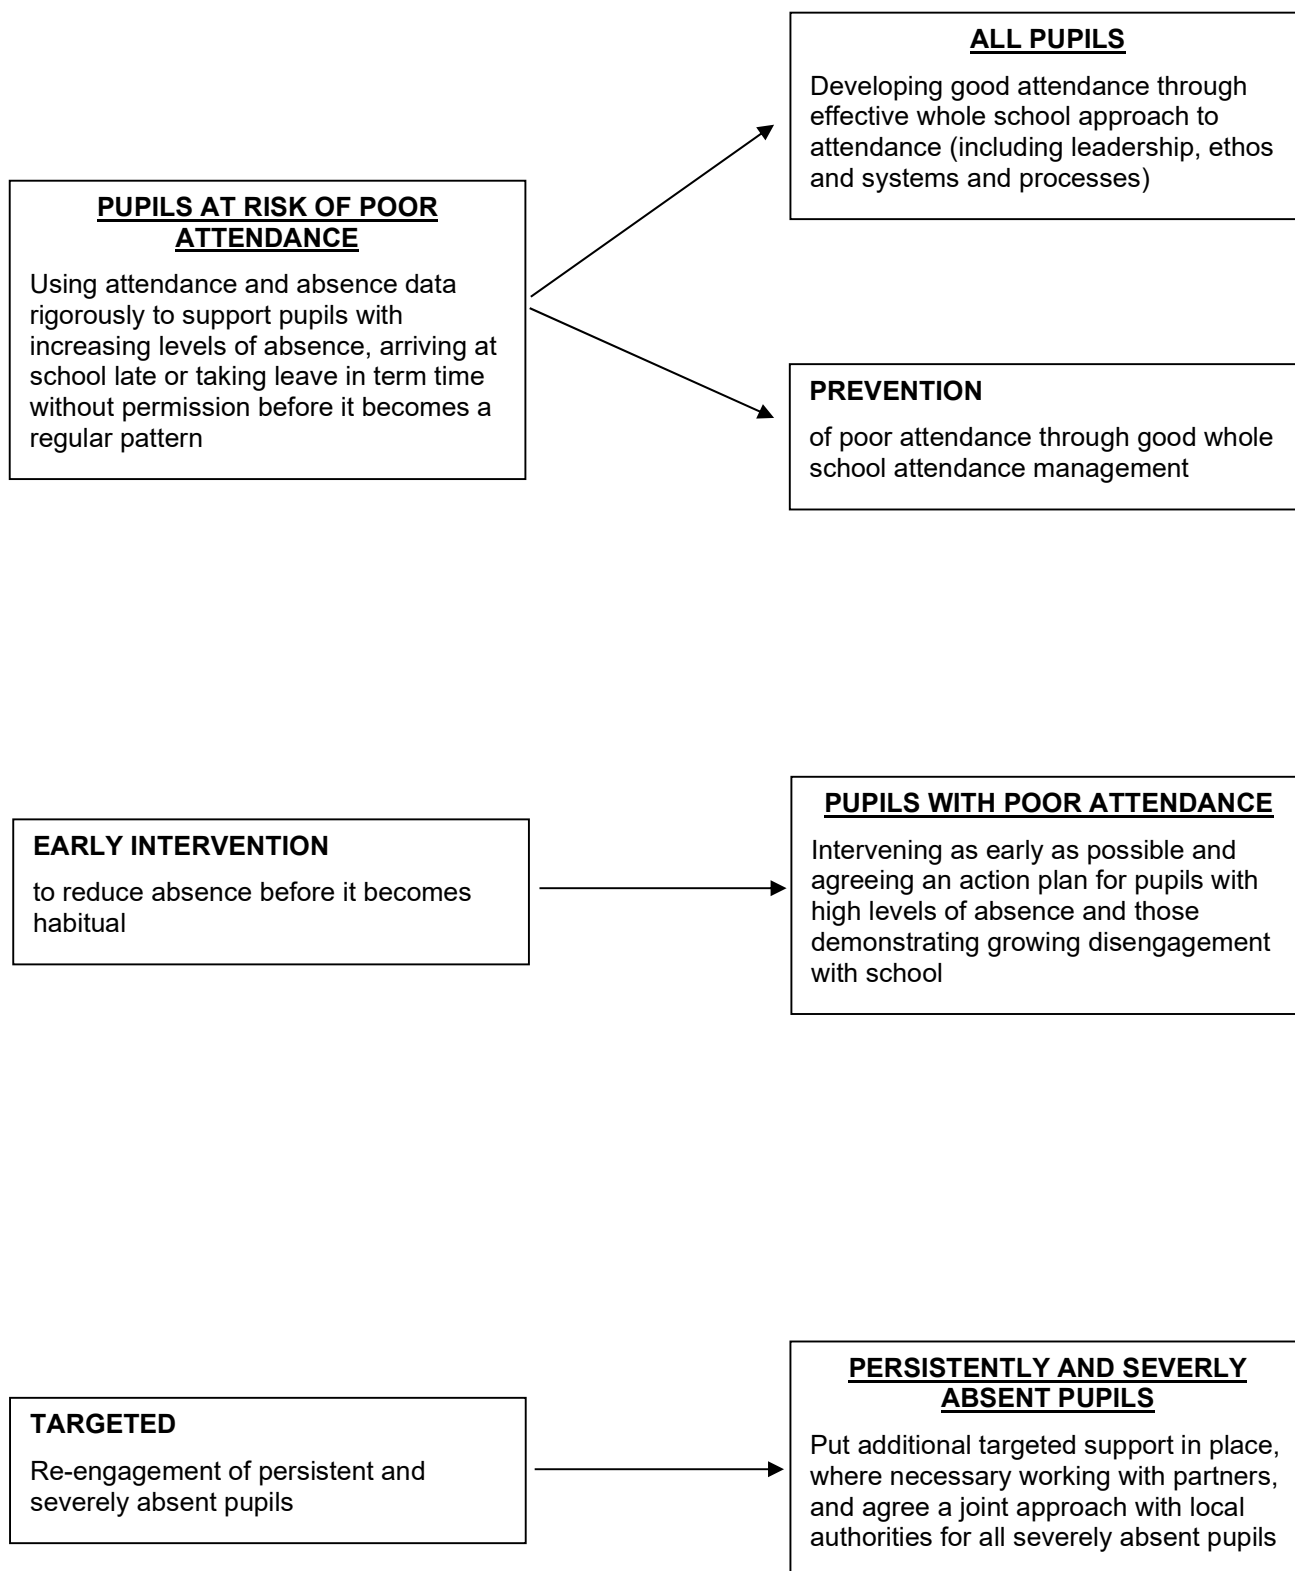 ALL PUPILS
Developing good attendance through
effective whole school approach to
attendance (including leadership, ethos
and systems and processes)
PUPILS AT RISK OF POOR
ATTENDANCE
Using attendance and absence data
rigorously to support pupils with
increasing levels of absence, arriving at
school late or taking leave in term time
without permission before it becomes a
regular pattern
PREVENTION
of poor attendance through good whole
school attendance management
EARLY INTERVENTION
to reduce absence before it becomes
habitual
PUPILS WITH POOR ATTENDANCE
Intervening as early as possible and
agreeing an action plan for pupils with
high levels of absence and those
demonstrating growing disengagement
with school
TARGETED
Re-engagement of persistent and
severely absent pupils
PERSISTENTLY AND SEVERLY
ABSENT PUPILS
Put additional targeted support in place,
where necessary working with partners,
and agree a joint approach with local
authorities for all severely absent pupils